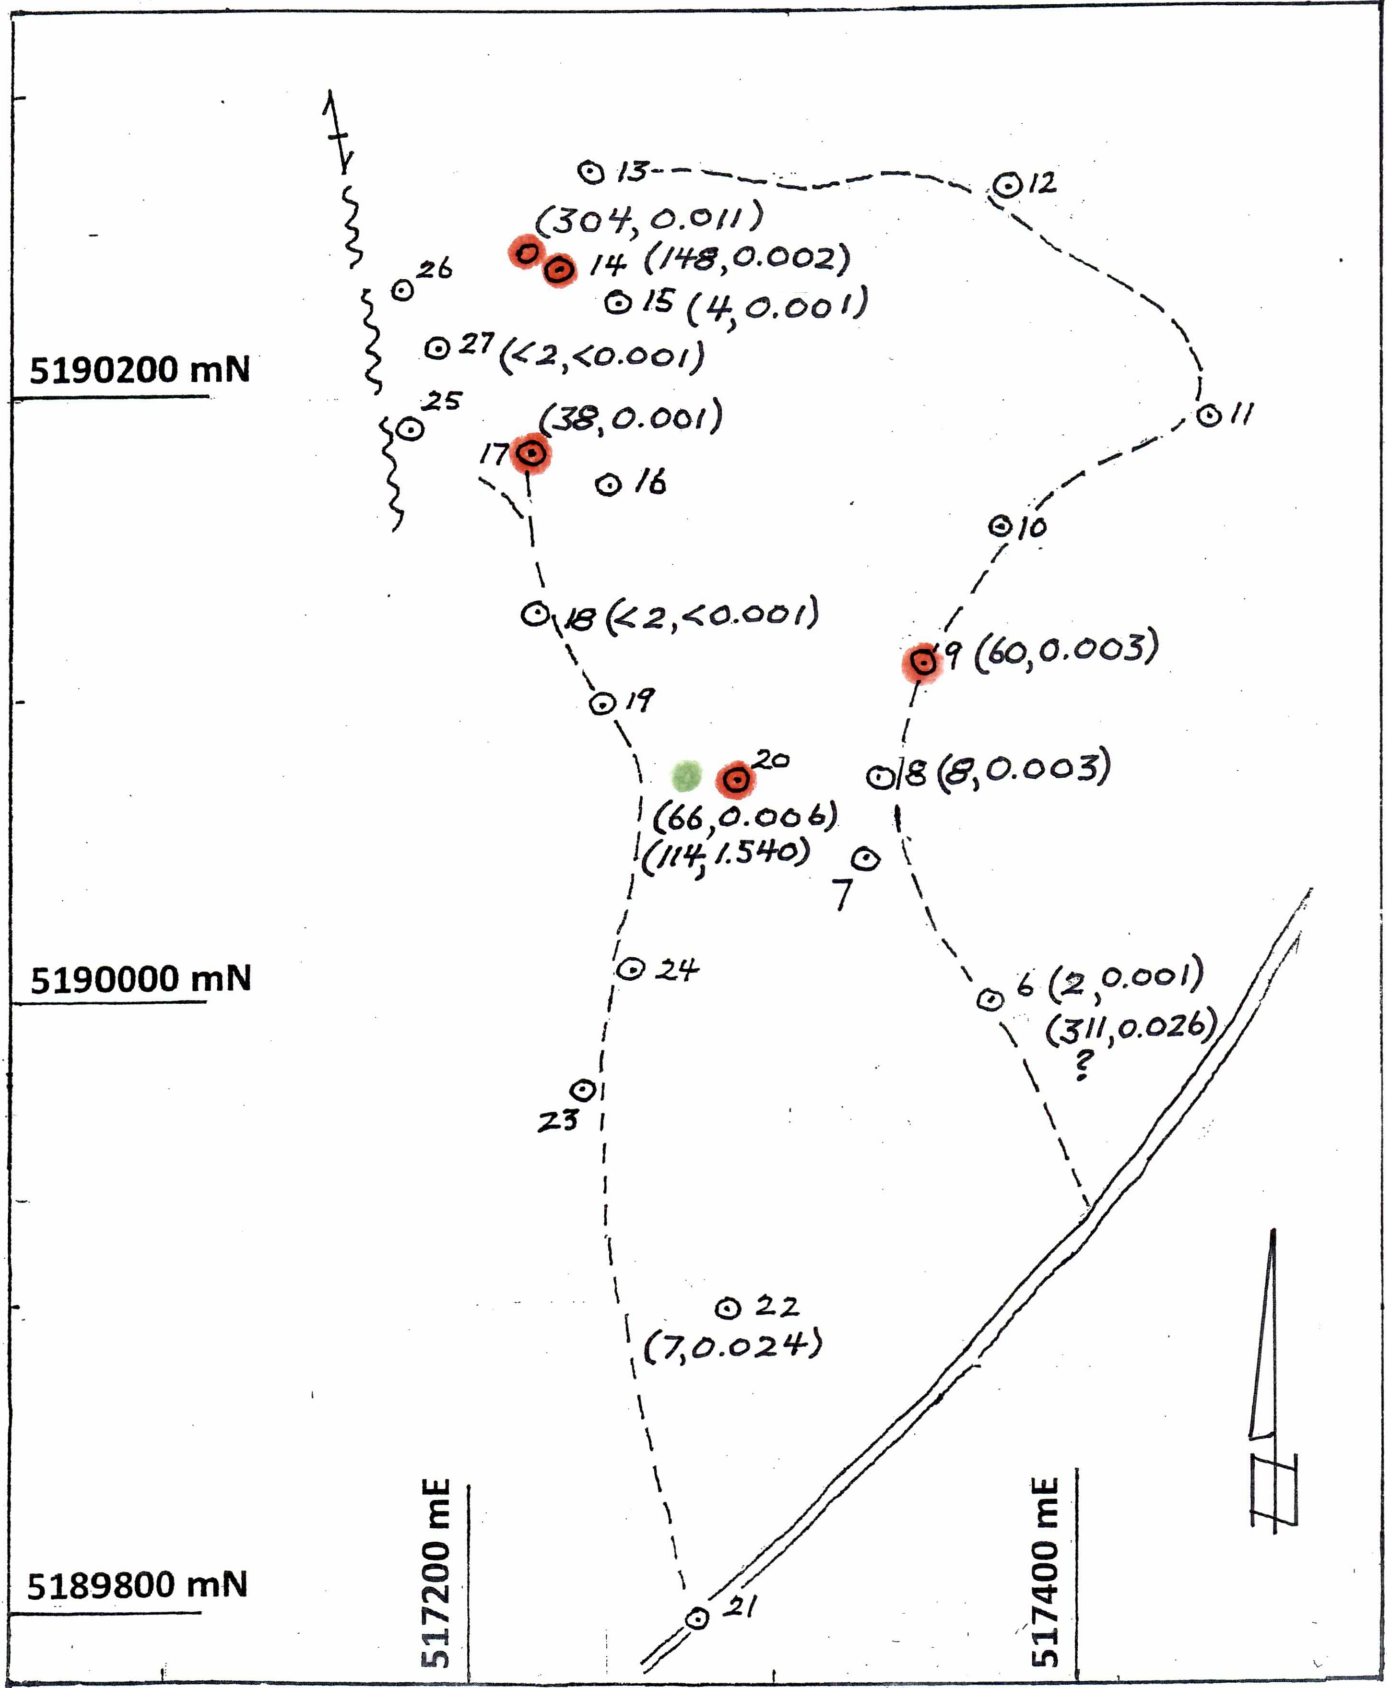 13
12
(304, 0.011)
14 (148, 0.002)
26
15 (4, 0.001)
27 (<2, <0.001)
5190200 mN
25
(38, 0.001)
11
17
16
10
18 (<2, <0.001)
9 (60, 0.003)
19
20
8 (8, 0.003)
(66, 0.006)
(114, 1.540)
7
24
5190000 mN
6 (2, 0.001)
(311, 0.026)
?
23
22
(7, 0.024)
N
517200 mE
517400 mE
5189800 mN
21